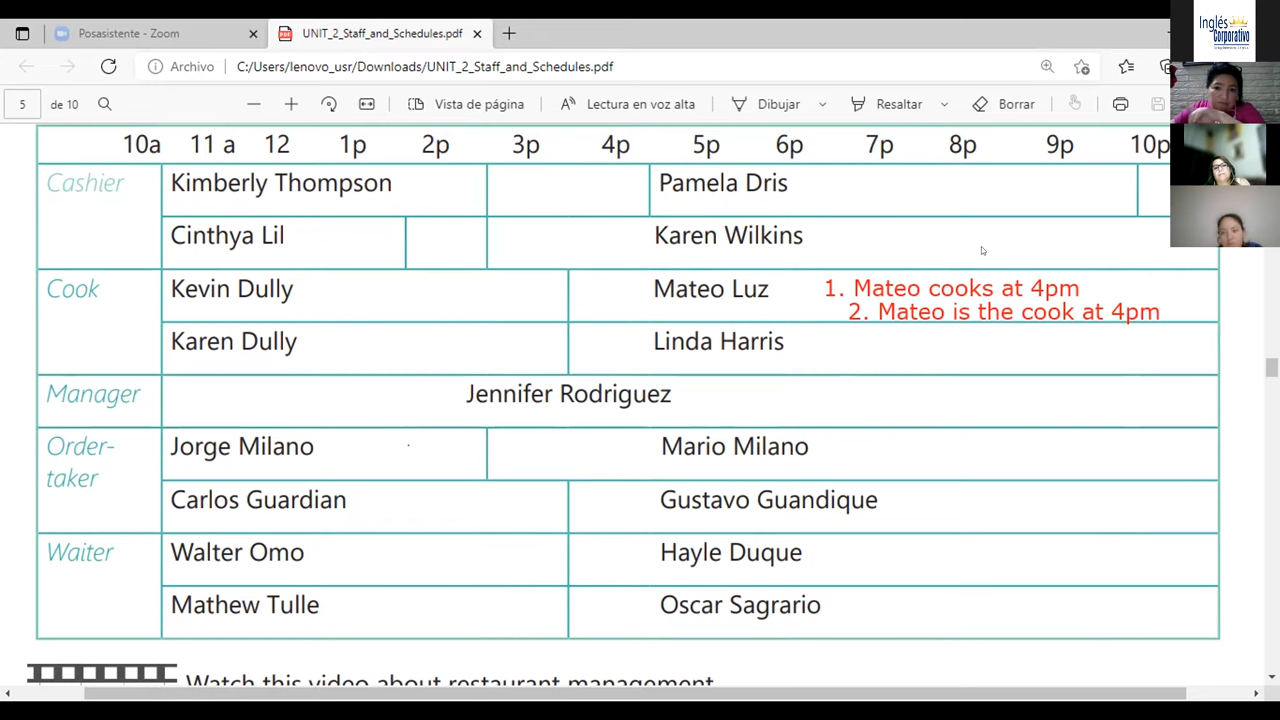 Posasistente - Zoom
UNIT_2_Staff_and_Schedules.pdf
Archivo
C:/Users/lenovo_usr/Downloads/UNIT_2_Staff_and_Schedules.pdf
5 de 10
Vista de página
Lectura en voz alta
Dibujar
Resaltar
Borrar
Inglés
Corporativo
10a 11 a 12 1p 2p 3p 4p 5p 6p 7p 8p 9p 10p
Cashier Kimberly Thompson Pamela Dris
Cinthya Lil Karen Wilkins
Cook Kevin Dully Mateo Luz 1. Mateo cooks at 4pm
2. Mateo is the cook at 4pm
Karen Dully Linda Harris
Manager Jennifer Rodriguez
Order- Jorge Milano Mario Milano
taker
Carlos Guardian Gustavo Guandique
Waiter Walter Omo Hayle Duque
Mathew Tulle Oscar Sagrario
Watch this video about restaurant management